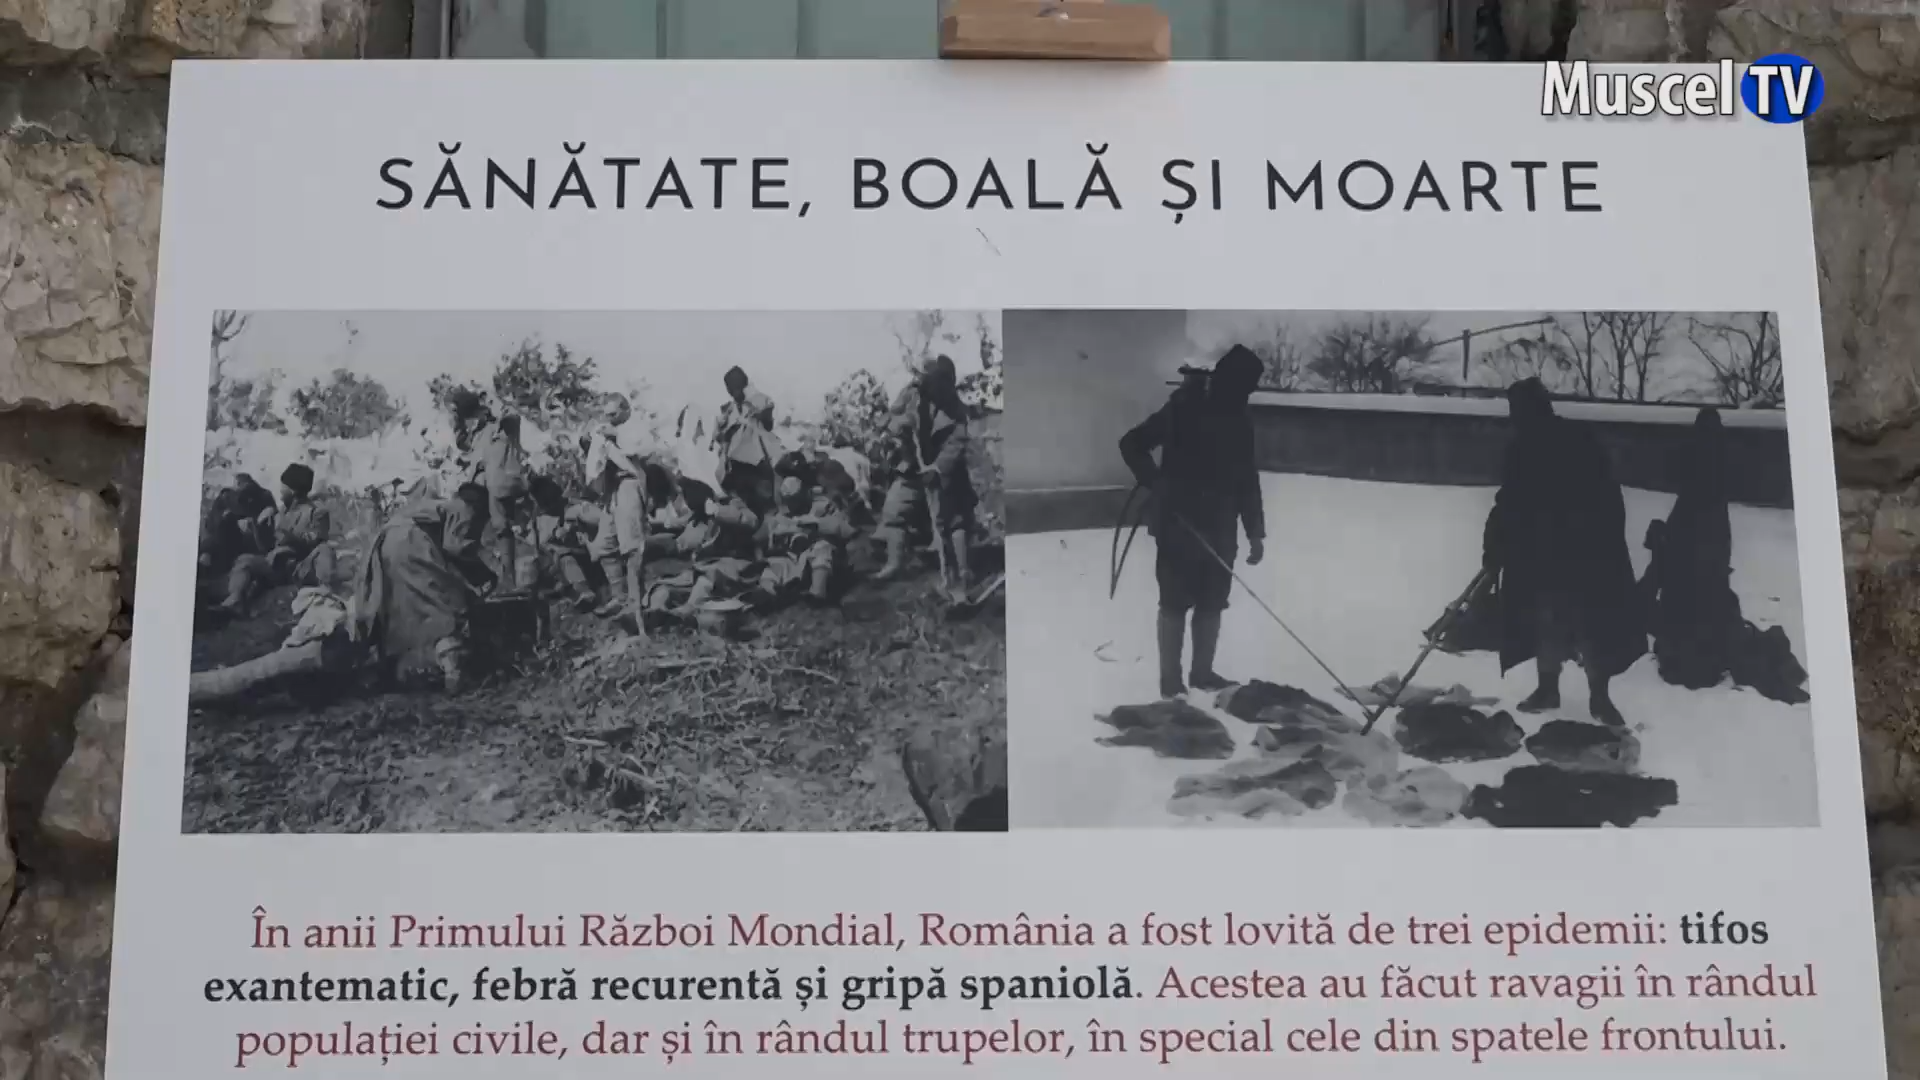 Muscel TV
SĂNĂTATE, BOALĂ ȘI MOARTE
În anii Primului Război Mondial, România a fost lovită de trei epidemii: tifos
exantematic, febră recurentă și gripă spaniolă. Acestea au făcut ravagii în rândul
populației civile, dar și în rândul trupelor, în special cele din spatele frontului.